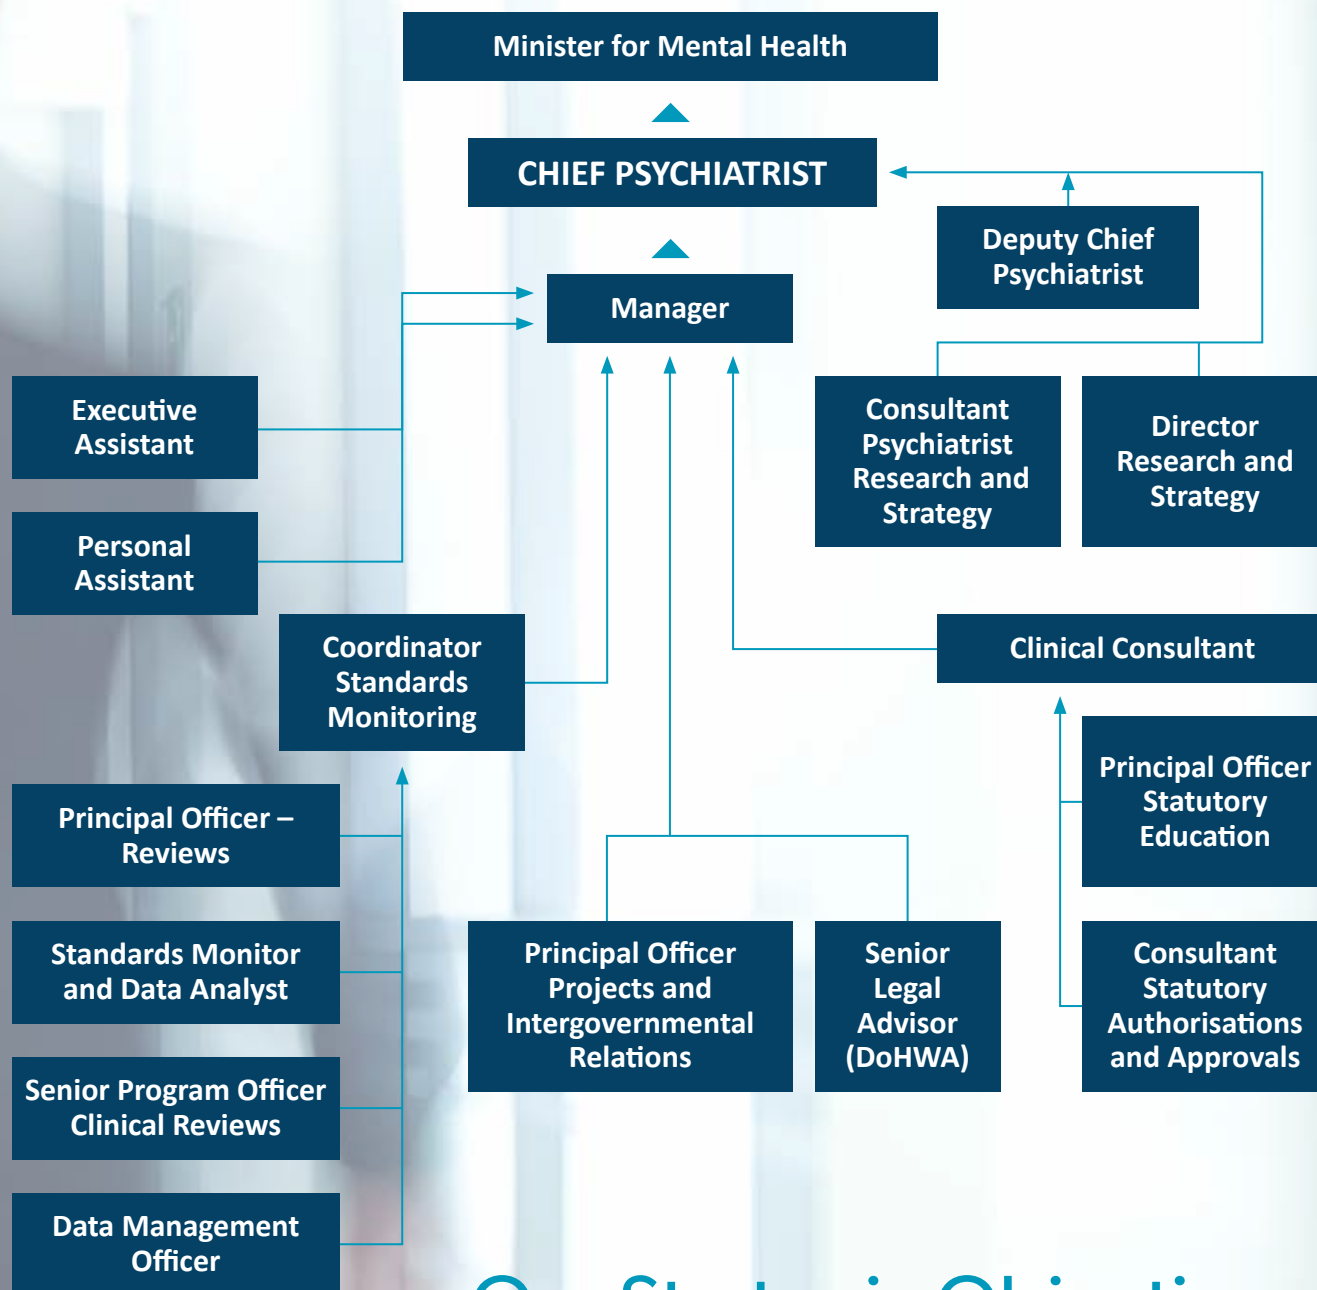 Minister for Mental Health
CHIEF PSYCHIATRIST
Deputy Chief
Psychiatrist
Manager
Executive
Assistant
Consultant
Psychiatrist
Research and
Strategy
Director
Research and
Strategy
Personal
Assistant
Coordinator
Standards
Monitoring
Clinical Consultant
Principal Officer
Statutory
Education
Principal Officer –
Reviews
Standards Monitor
and Data Analyst
Principal Officer
Projects and
Intergovernmental
Relations
Senior
Legal
Advisor
(DoHWA)
Consultant
Statutory
Authorisations
and Approvals
Senior Program Officer
Clinical Reviews
Data Management
Officer